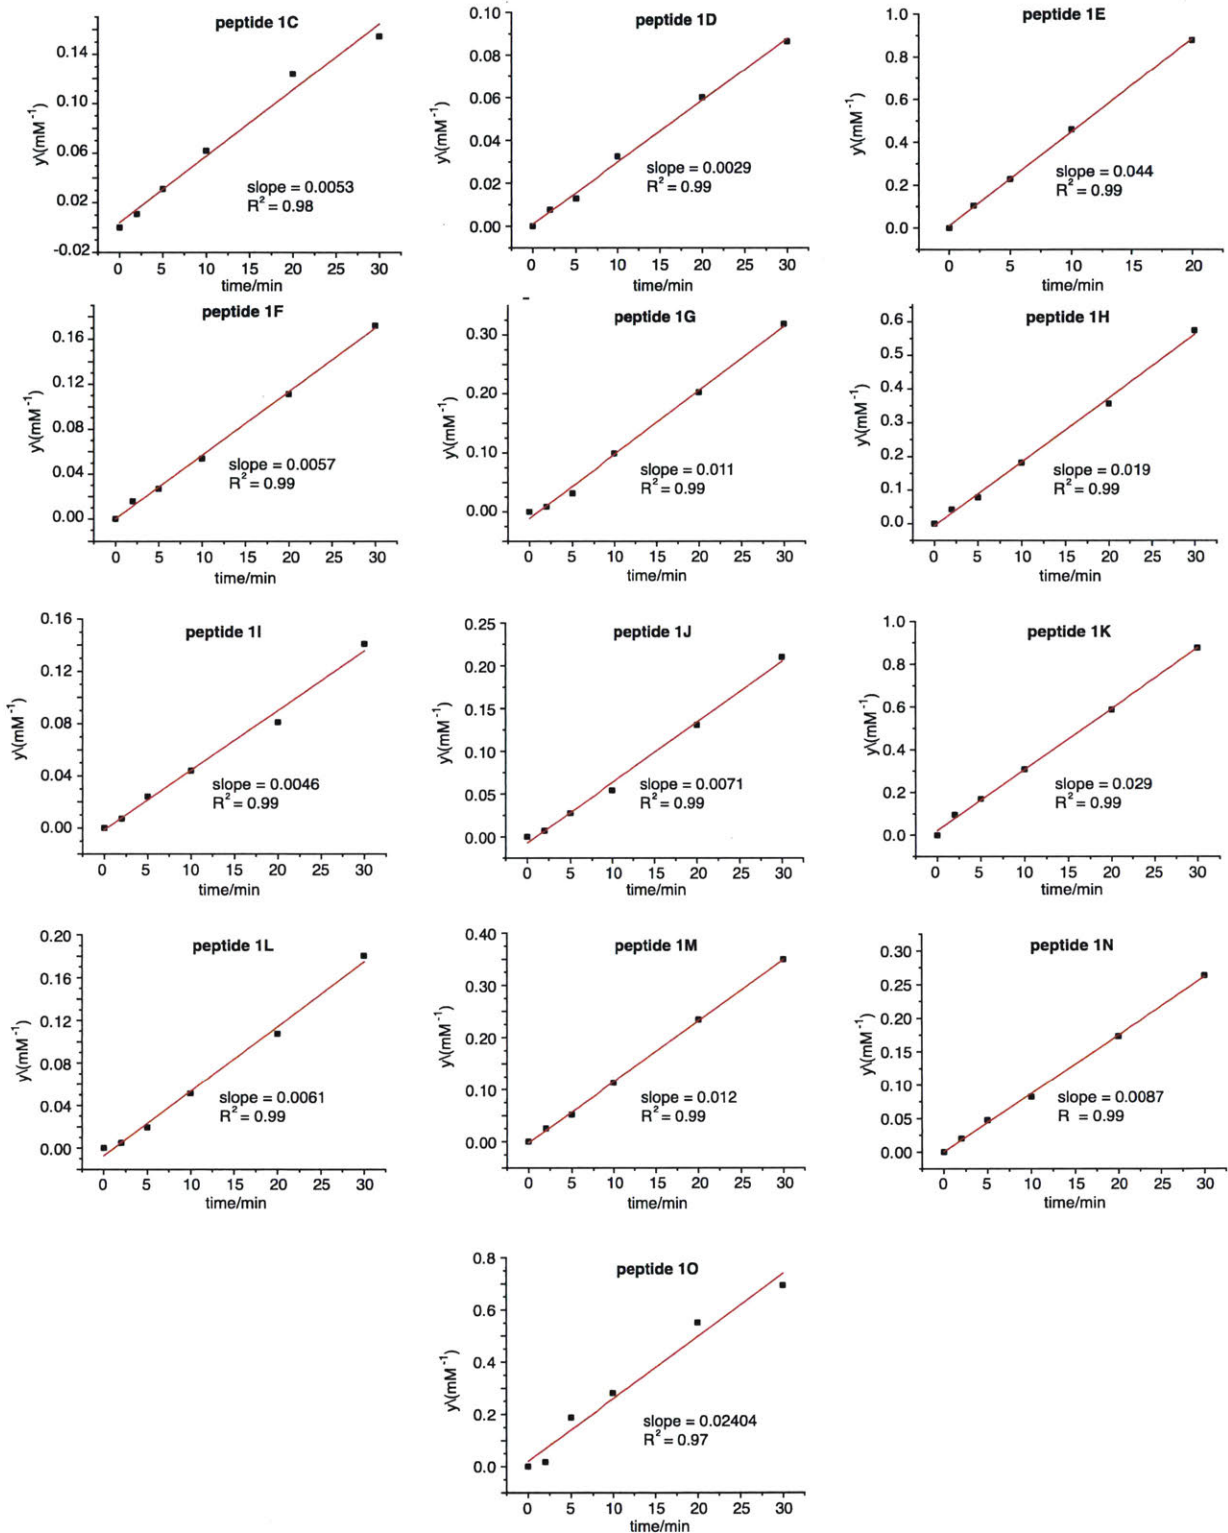 peptide 1C
0.14
0.10
0.06
0.02
-0.02
y\(mM⁻¹)
slope = 0.0053
R² = 0.98
0 5 10 15 20 25 30
time/min
peptide 1D
0.10
0.08
0.06
0.04
0.02
0.00
y\(mM⁻¹)
slope = 0.0029
R² = 0.99
0 5 10 15 20 25 30
time/min
peptide 1E
1.0
0.8
0.6
0.4
0.2
0.0
y\(mM⁻¹)
slope = 0.044
R² = 0.99
0 5 10 15 20
time/min
peptide 1F
0.16
0.12
0.08
0.04
0.00
y\(mM⁻¹)
slope = 0.0057
R² = 0.99
0 5 10 15 20 25 30
time/min
peptide 1G
0.30
0.20
0.10
0.00
y\(mM⁻¹)
slope = 0.011
R² = 0.99
0 5 10 15 20 25 30
time/min
peptide 1H
0.6
0.5
0.4
0.3
0.2
0.1
0.0
y\(mM⁻¹)
slope = 0.019
R² = 0.99
0 5 10 15 20 25 30
time/min
peptide 1I
0.16
0.12
0.08
0.04
0.00
y\(mM⁻¹)
slope = 0.0046
R² = 0.99
0 5 10 15 20 25 30
time/min
peptide 1J
0.25
0.20
0.15
0.10
0.05
0.00
y\(mM⁻¹)
slope = 0.0071
R² = 0.99
0 5 10 15 20 25 30
time/min
peptide 1K
1.0
0.8
0.6
0.4
0.2
0.0
y\(mM⁻¹)
slope = 0.029
R² = 0.99
0 5 10 15 20 25 30
time/min
peptide 1L
0.20
0.16
0.12
0.08
0.04
0.00
y\(mM⁻¹)
slope = 0.0061
R² = 0.99
0 5 10 15 20 25 30
time/min
peptide 1M
0.40
0.30
0.20
0.10
0.00
y\(mM⁻¹)
slope = 0.012
R² = 0.99
0 5 10 15 20 25 30
time/min
peptide 1N
0.30
0.25
0.20
0.15
0.10
0.05
0.00
y\(mM⁻¹)
slope = 0.0087
R = 0.99
0 5 10 15 20 25 30
time/min
peptide 1O
0.8
0.6
0.4
0.2
0.0
y\(mM⁻¹)
slope = 0.02404
R² = 0.97
0 5 10 15 20 25 30
time/min